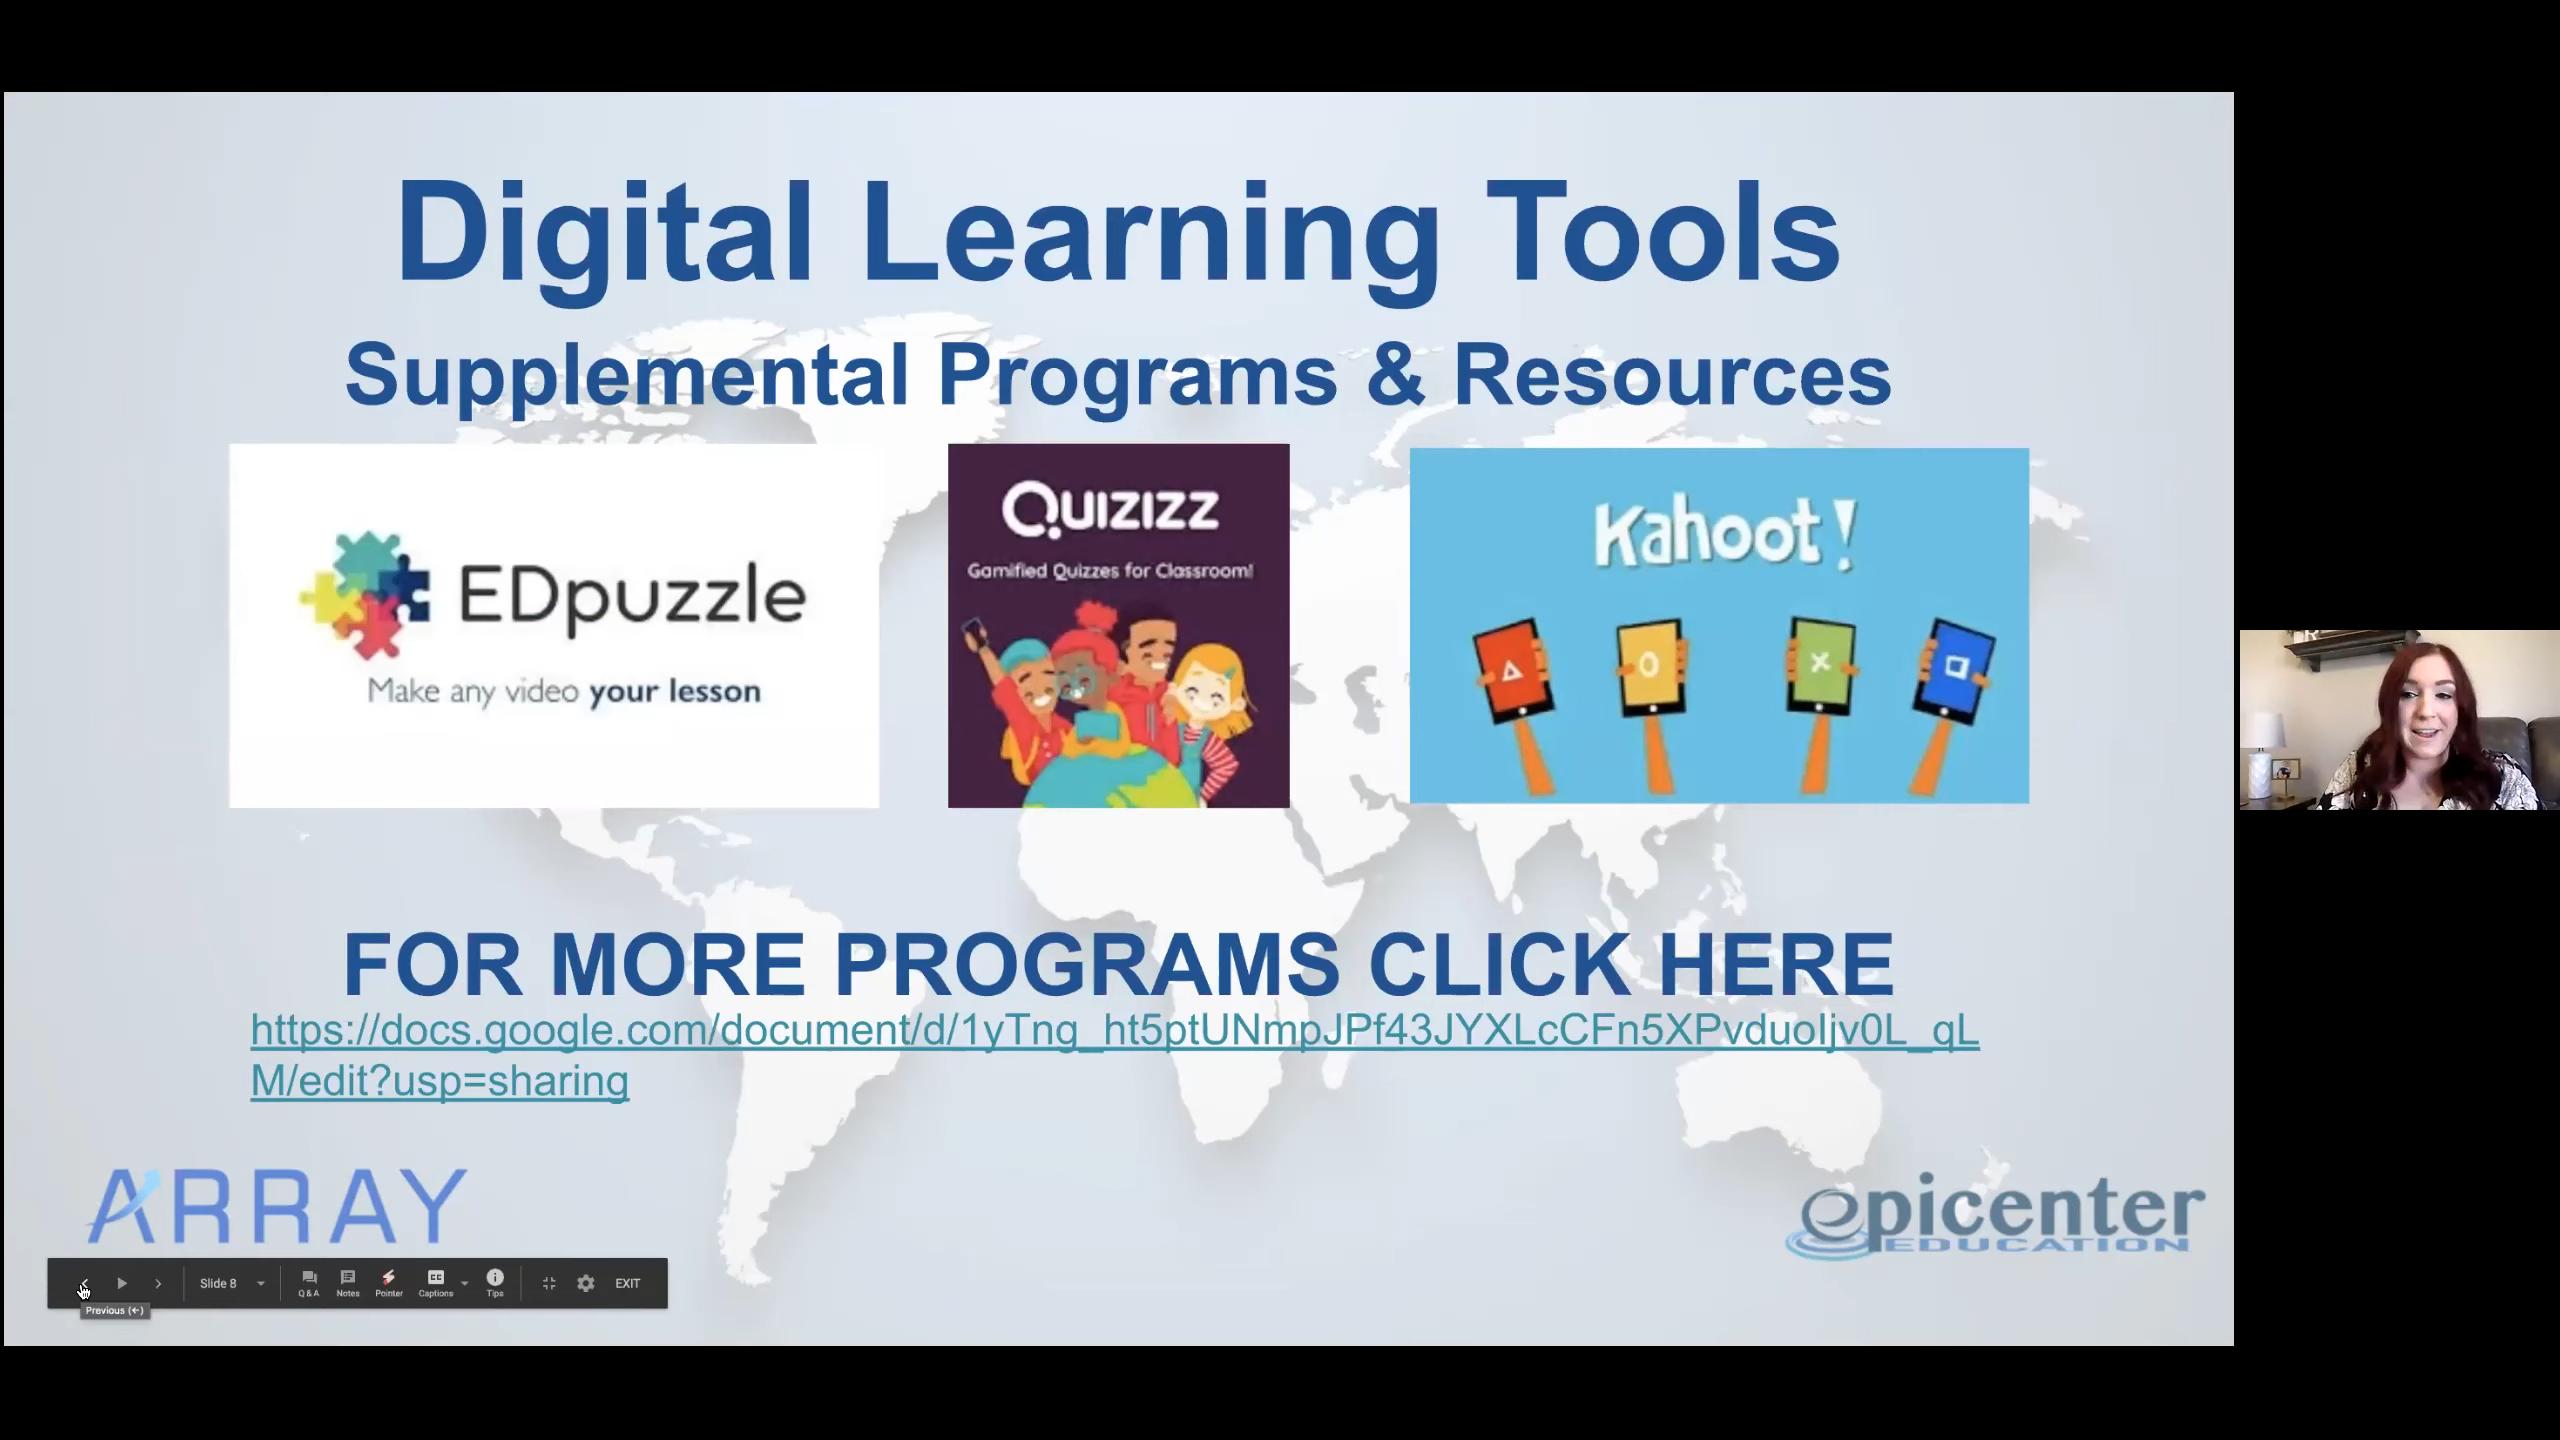 Digital Learning Tools
Supplemental Programs & Resources
EDpuzzle
Make any video your lesson
Quizizz
Gamified Quizzes for Classroom!
Kahoot!
FOR MORE PROGRAMS CLICK HERE
https://docs.google.com/document/d/1yTng_ht5ptUNmpJPf43JYXLcCFn5XPvduoIjv0L_qL
M/edit?usp=sharing
ARRAY
epicenter
EDUCATION
Slide 8
Q&A
Notes
Pointer
CC
Captions
Tips
EXIT
Previous (←)